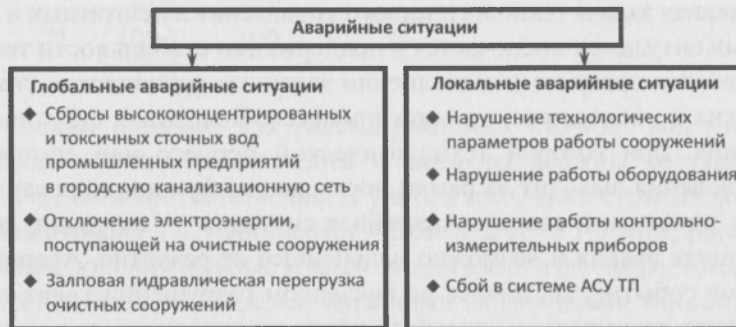 Аварийные ситуации
Глобальные аварийные ситуации
◆ Сбросы высококонцентрированных
и токсичных сточных вод
промышленных предприятий
в городскую канализационную сеть
◆ Отключение электроэнергии,
поступающей на очистные сооружения
◆ Залповая гидравлическая перегрузка
очистных сооружений
Локальные аварийные ситуации
◆ Нарушение технологических
параметров работы сооружений
◆ Нарушение работы оборудования
◆ Нарушение работы контрольно-
измерительных приборов
◆ Сбой в системе АСУ ТП